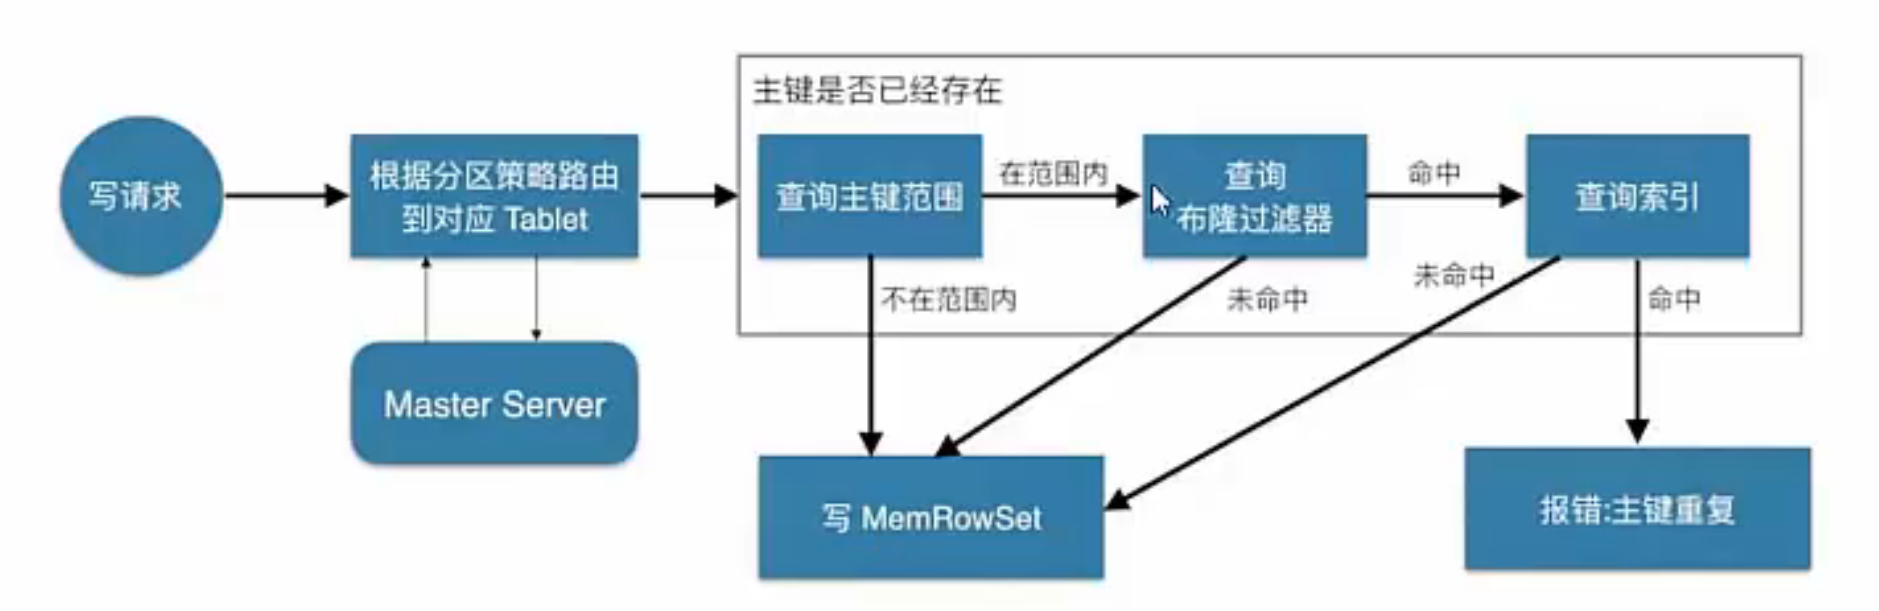 主键是否已经存在
写请求
根据分区策略路由
到对应 Tablet
查询主键范围
在范围内
查询
布隆过滤器
命中
查询索引
不在范围内
未命中
未命中
命中
Master Server
写 MemRowSet
报错:主键重复